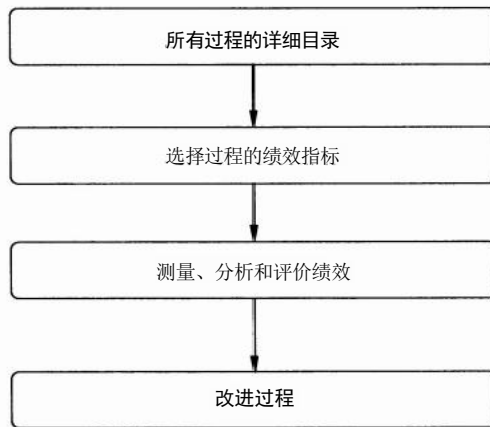 所有过程的详细目录
选择过程的绩效指标
测量、分析和评价绩效
改进过程